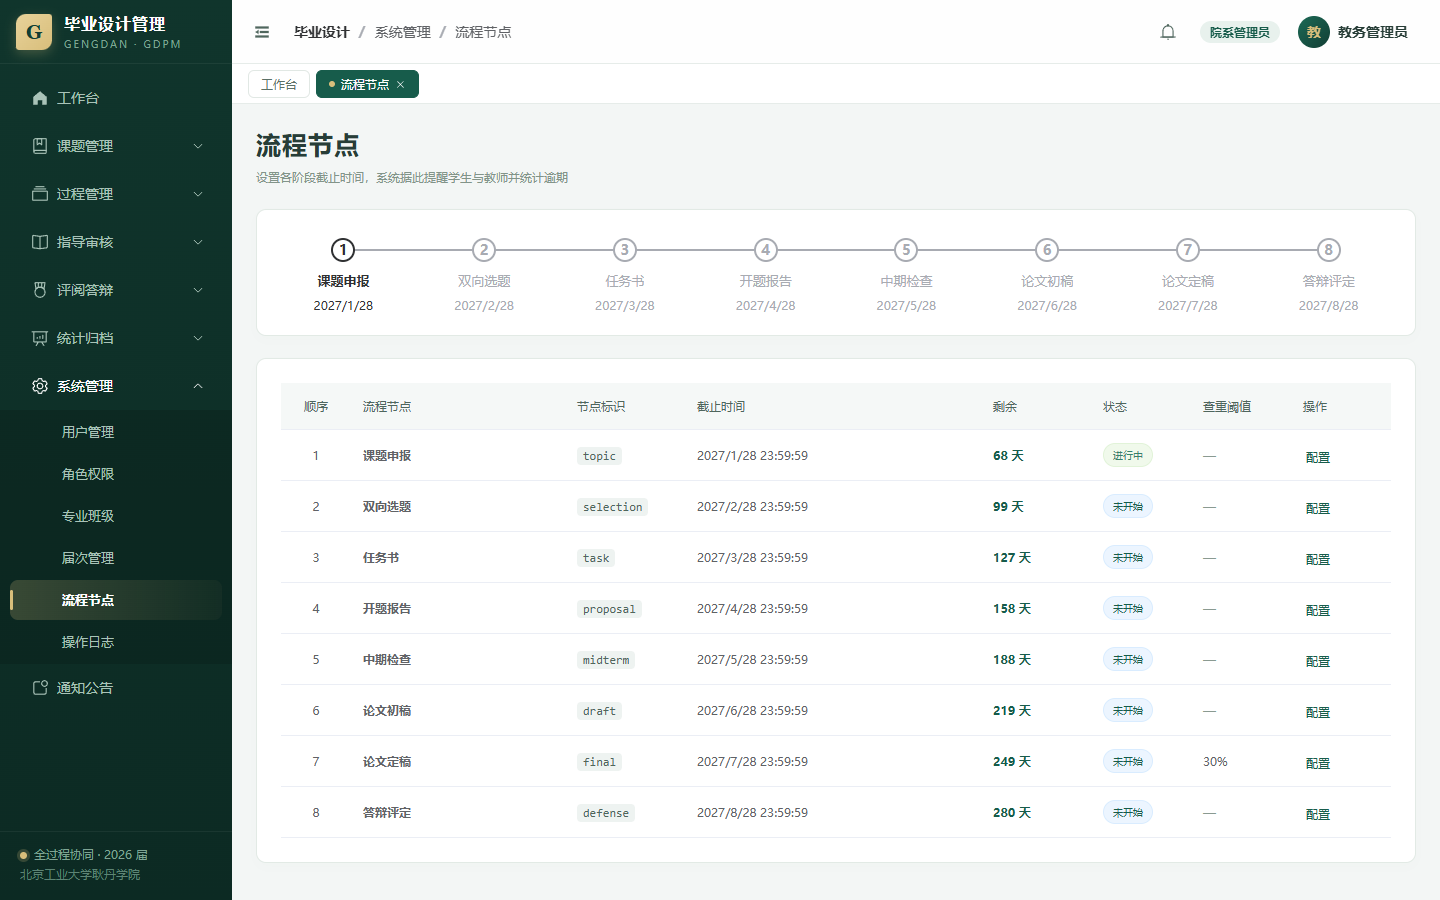 G
毕业设计管理
GENGDAN · GDPM
工作台
课题管理
过程管理
指导审核
评阅答辩
统计归档
系统管理
用户管理
角色权限
专业班级
届次管理
流程节点
操作日志
通知公告
全过程协同 · 2026 届
北京工业大学耿丹学院
毕业设计 / 系统管理 / 流程节点
院系管理员
教 教务管理员
工作台
流程节点
流程节点
设置各阶段截止时间，系统据此提醒学生与教师并统计逾期
1 2 3 4 5 6 7 8
课题申报 双向选题 任务书 开题报告 中期检查 论文初稿 论文定稿 答辩评定
2027/1/28 2027/2/28 2027/3/28 2027/4/28 2027/5/28 2027/6/28 2027/7/28 2027/8/28
顺序 流程节点 节点标识 截止时间 剩余 状态 查重阈值 操作
1 课题申报 topic 2027/1/28 23:59:59 68 天 进行中 — 配置
2 双向选题 selection 2027/2/28 23:59:59 99 天 未开始 — 配置
3 任务书 task 2027/3/28 23:59:59 127 天 未开始 — 配置
4 开题报告 proposal 2027/4/28 23:59:59 158 天 未开始 — 配置
5 中期检查 midterm 2027/5/28 23:59:59 188 天 未开始 — 配置
6 论文初稿 draft 2027/6/28 23:59:59 219 天 未开始 — 配置
7 论文定稿 final 2027/7/28 23:59:59 249 天 未开始 30% 配置
8 答辩评定 defense 2027/8/28 23:59:59 280 天 未开始 — 配置